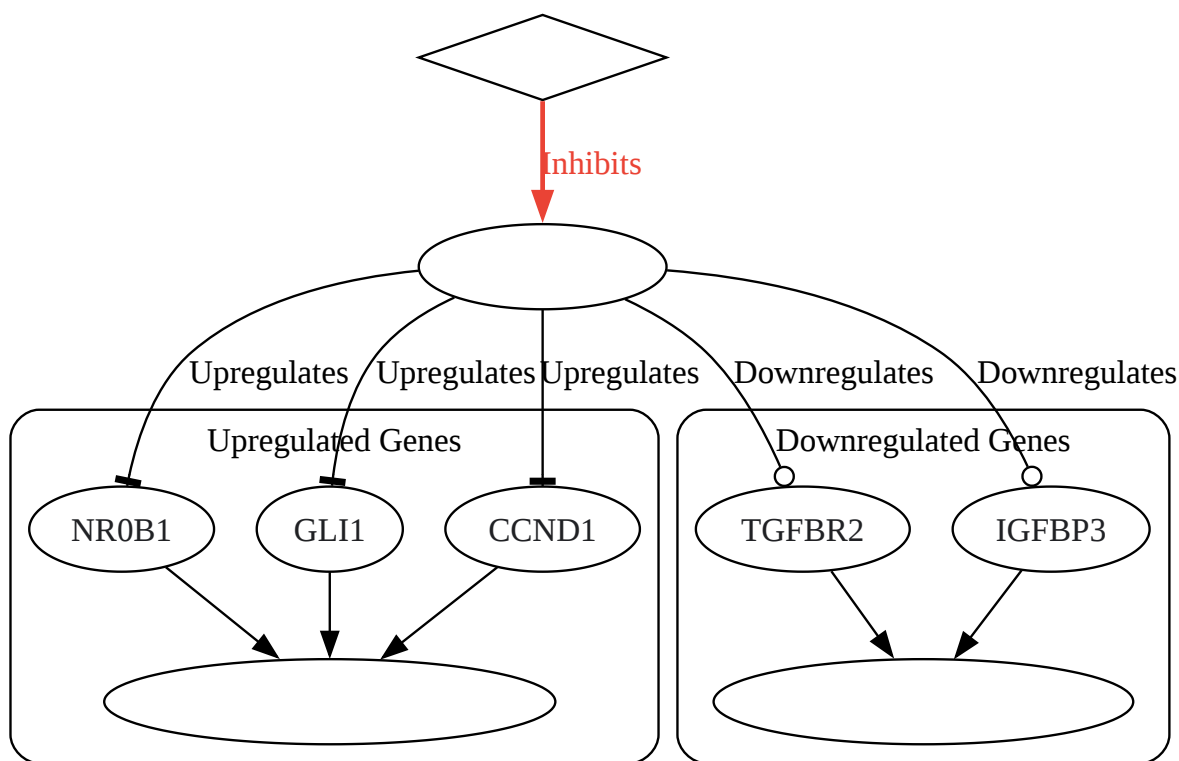 Inhibits
Upregulates
Upregulates
Upregulates
Downregulates
Downregulates
Upregulated Genes
Downregulated Genes
NR0B1
GLI1
CCND1
TGFBR2
IGFBP3